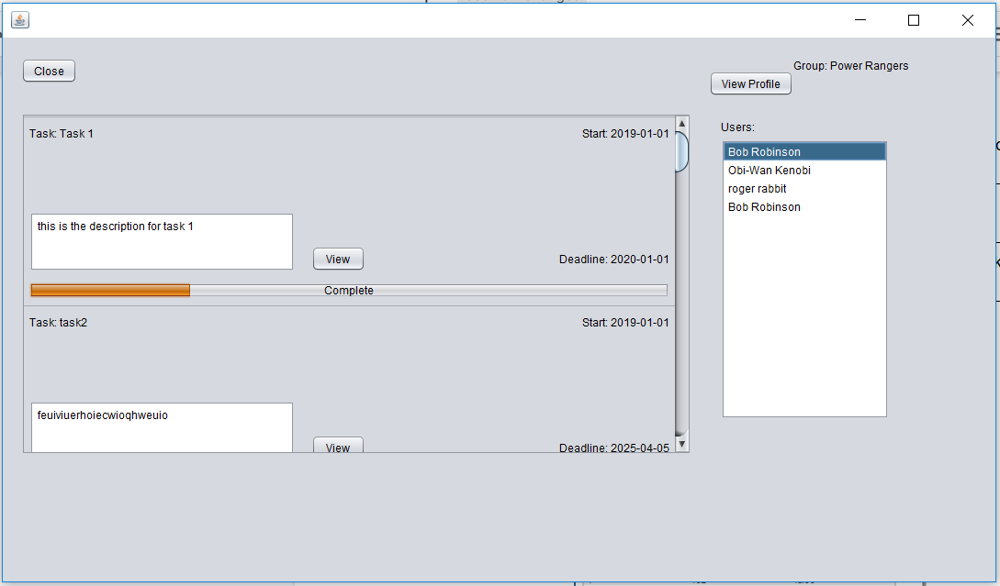 Close
Group: Power Rangers
View Profile
Task: Task 1
Start: 2019-01-01
this is the description for task 1
View
Deadline: 2020-01-01
Complete
Task: task2
Start: 2019-01-01
feuiviuerhoiecwioqhweuio
View
Deadline: 2025-04-05
Users:
Bob Robinson
Obi-Wan Kenobi
roger rabbit
Bob Robinson